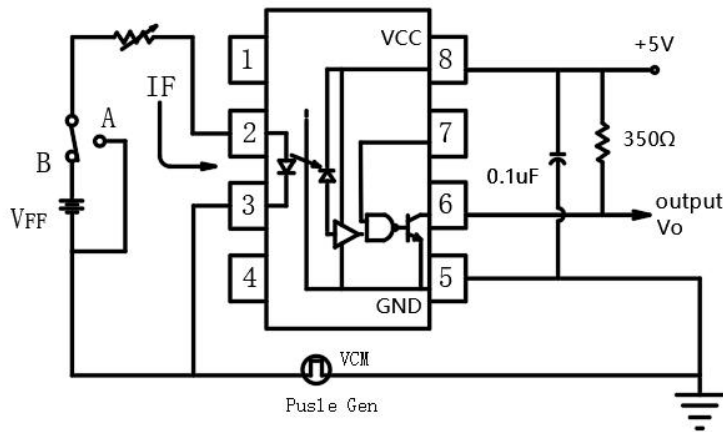 VCC
+5V
1
8
IF
A
2
7
350Ω
B
0.1uF
3
6
output
Vo
VFF
4
5
GND
VCM
Pusle Gen